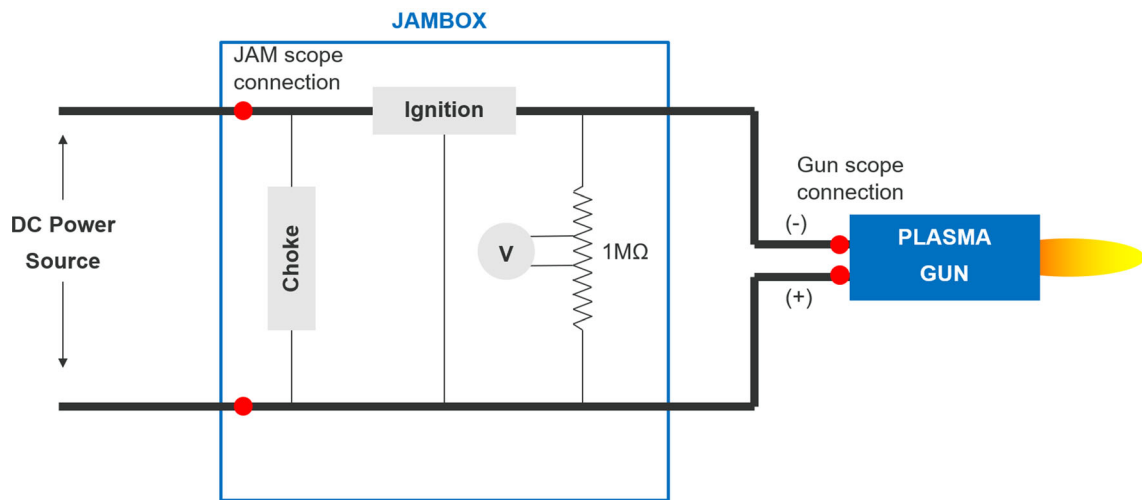 JAMBOX
JAM scope
connection
Ignition
Gun scope
connection
(-)
DC Power
Source
Choke
V
1MΩ
PLASMA
GUN
(+)